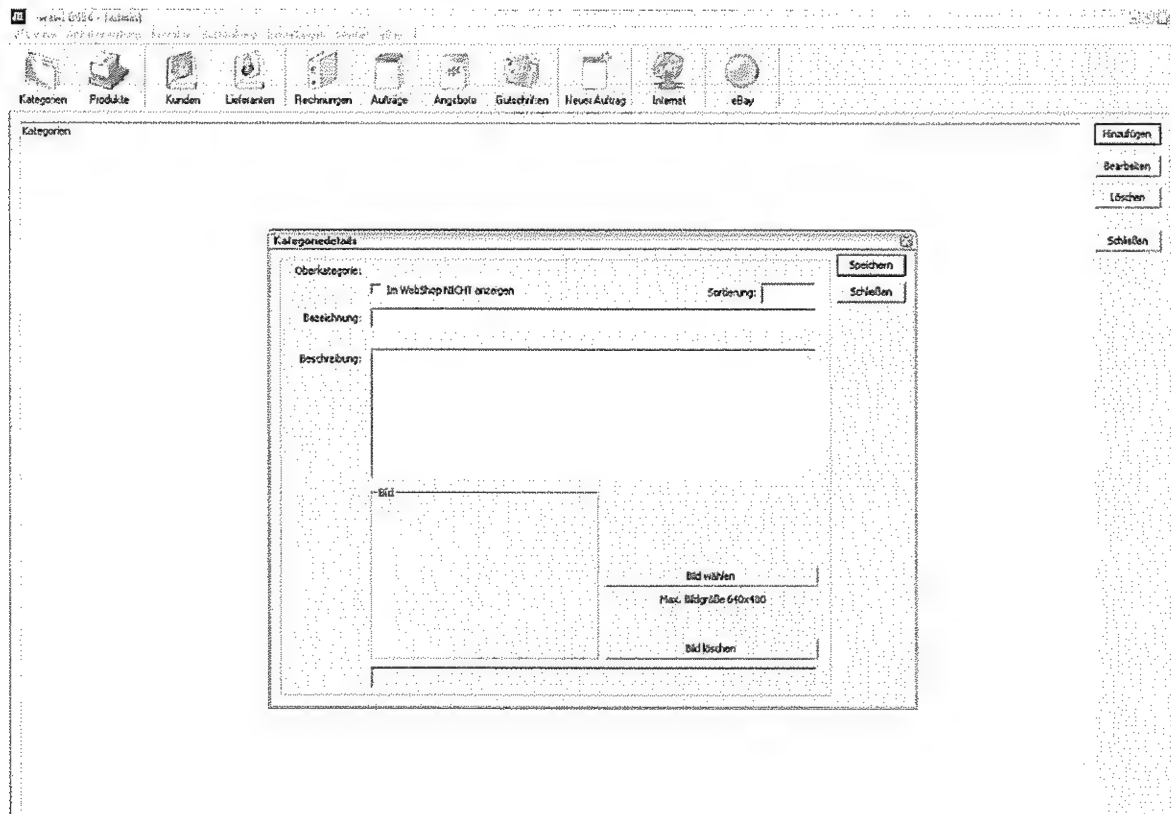 Kategorien Produkte Kunden Lieferanten Rechnungen Aufträge Angebote Gutschriften Neuer Auftrag Internet eBay
Kategorien
Hinzufügen
Bearbeiten
Löschen
Schließen
Kategoriedetails
Oberkategorie:
Speichern
Im WebShop NICHT anzeigen
Sortierung:
Schließen
Bezeichnung:
Beschreibung:
Bild
Bild wählen
Max. Bildgröße 640x480
Bild löschen